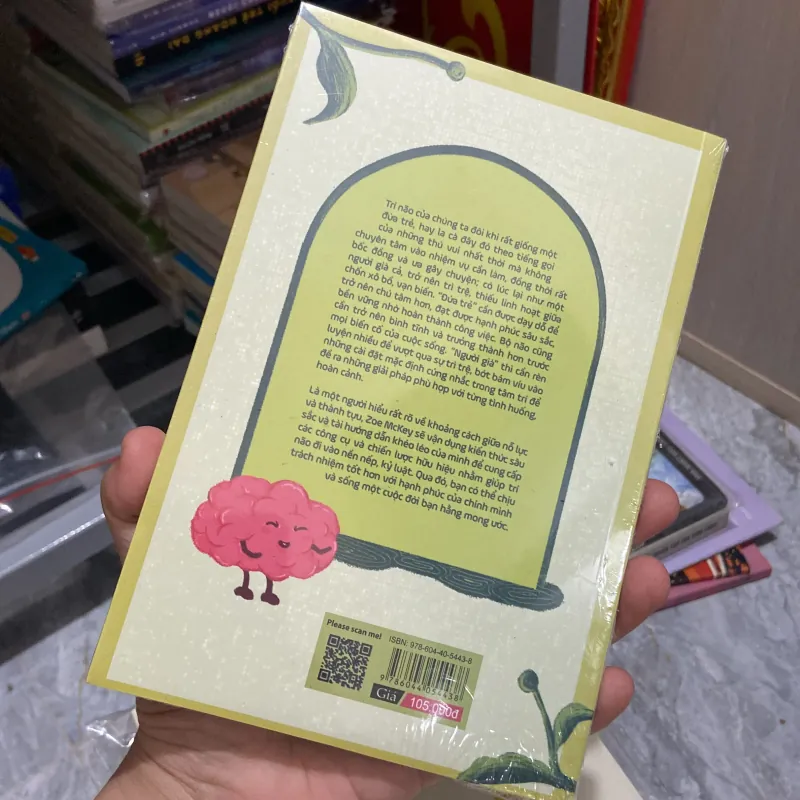 TUỔI TRẺ HOANG DẠI
Trí não của chúng ta đôi khi rất giống một
đứa trẻ, hay la cà đây đó theo tiếng gọi
của những thú vui nhất thời mà không
chuyên tâm vào nhiệm vụ cần làm, đồng thời rất
bốc đồng và ưa gây chuyện; có lúc lại như một
người già cả, trở nên trì trệ, thiếu linh hoạt giữa
chốn xô bồ, vạn biến. "Đứa trẻ" cần được dạy dỗ để
trở nên chú tâm hơn, đạt được hạnh phúc sâu sắc,
bền vững nhờ hoàn thành công việc. Bộ não cũng
cần trở nên bình tĩnh và trưởng thành hơn trước
mọi biến cố của cuộc sống. "Người già" thì cần rèn
luyện nhiều để vượt qua sự trì trệ, bớt bám víu vào
những cài đặt mặc định cứng nhắc trong tâm trí để
đề ra những giải pháp phù hợp với từng tình huống,
hoàn cảnh.
Là một người hiểu rất rõ về khoảng cách giữa nỗ lực
và thành tựu, Zoe McKey sẽ vận dụng kiến thức sâu
sắc và tài hướng dẫn khéo léo của mình để cung cấp
các công cụ và chiến lược hữu hiệu nhằm giúp trí
não đi vào nền nếp, kỷ luật. Qua đó, bạn có thể chịu
trách nhiệm tốt hơn với hạnh phúc của chính mình
và sống một cuộc đời bạn hằng mong ước.
Please scan me!
ISBN: 978-604-40-5443-8
9 786044 054438
Giá 105.000đ